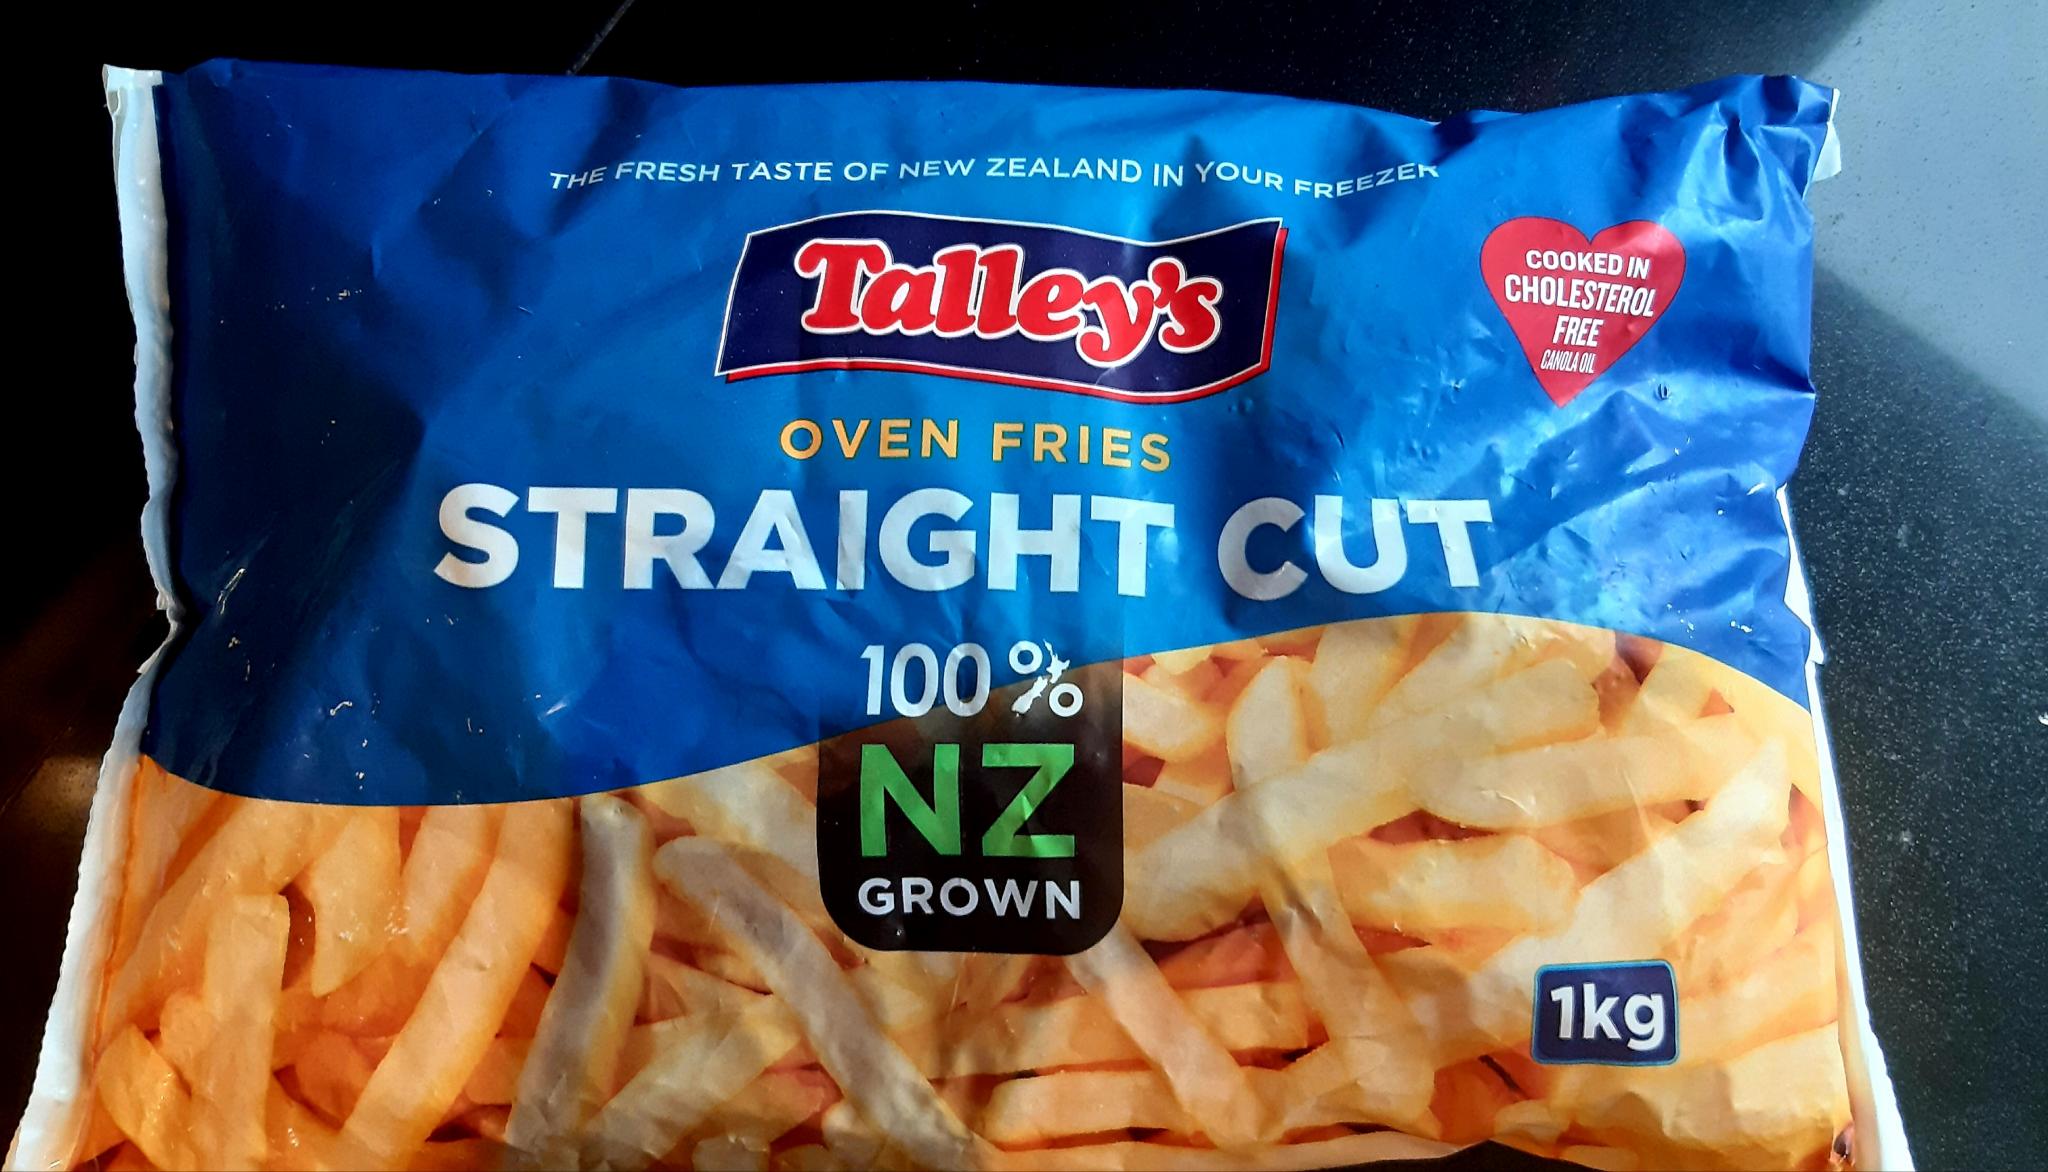 THE FRESH TASTE OF NEW ZEALAND IN YOUR FREEZER
Talley's
COOKED IN
CHOLESTEROL
FREE
CANOLA OIL
OVEN FRIES
STRAIGHT CUT
100%
NZ
GROWN
1kg